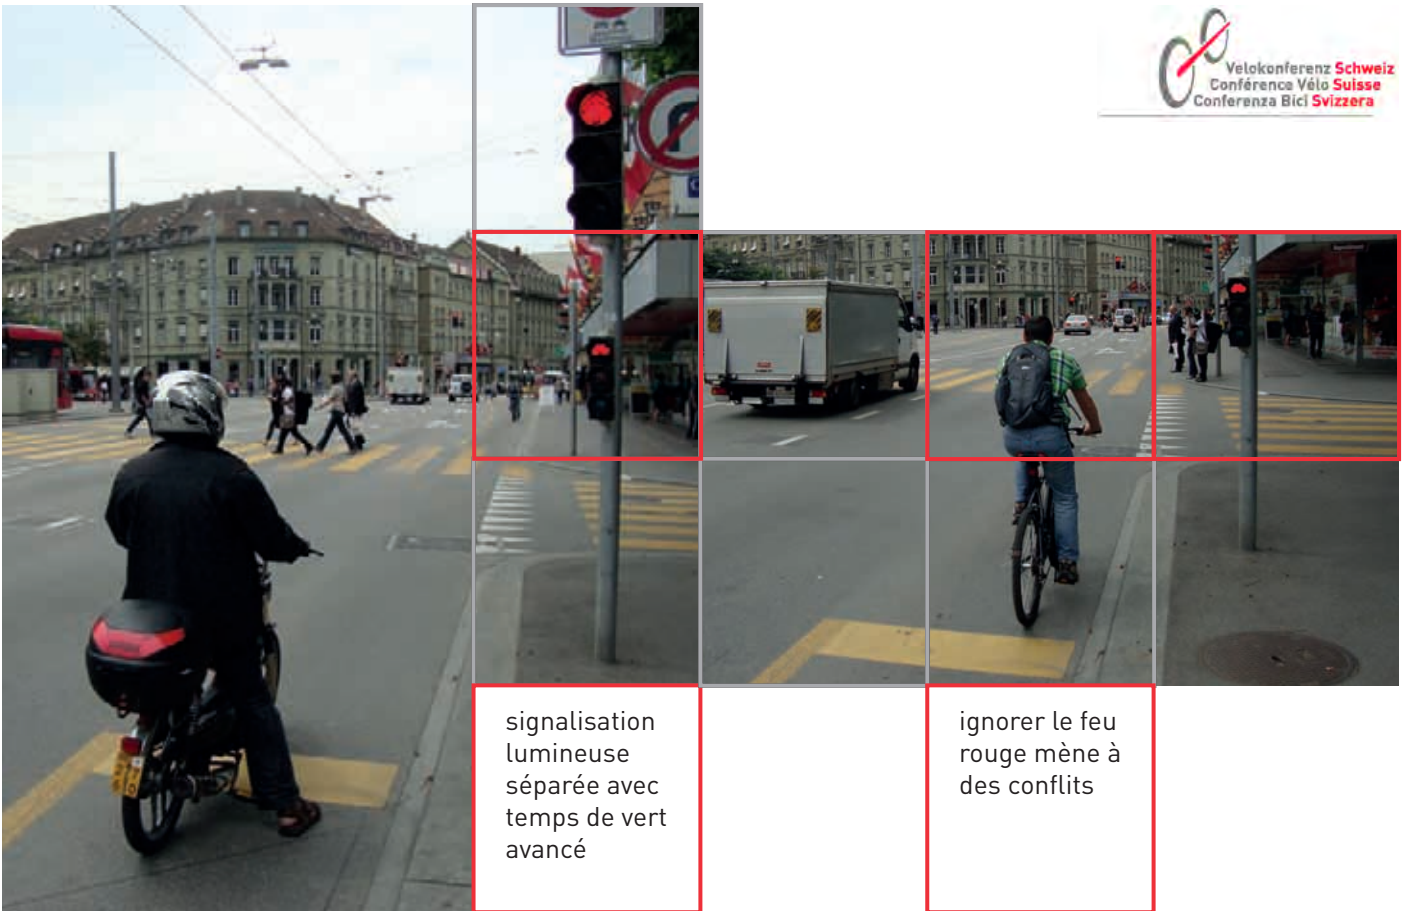 Velokonferenz Schweiz
Conférence Vélo Suisse
Conferenza Bici Svizzera
signalisation
lumineuse
séparée avec
temps de vert
avancé
ignorer le feu
rouge mène à
des conflits